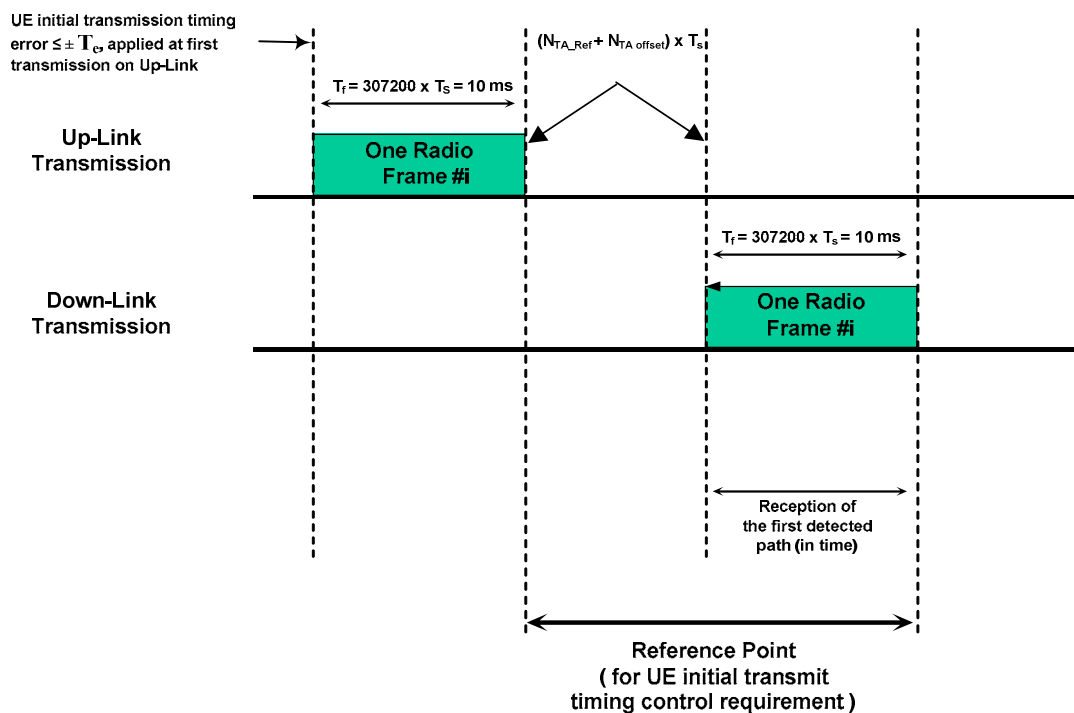 UE initial transmission timing
error ≤ ± Te, applied at first
transmission on Up-Link
(NTA_Ref + NTA offset) x Ts
Tf = 307200 x TS = 10 ms
Up-Link
Transmission
One Radio
Frame #i
Tf = 307200 x Ts = 10 ms
Down-Link
Transmission
One Radio
Frame #i
Reception of
the first detected
path (in time)
Reference Point
( for UE initial transmit
timing control requirement )